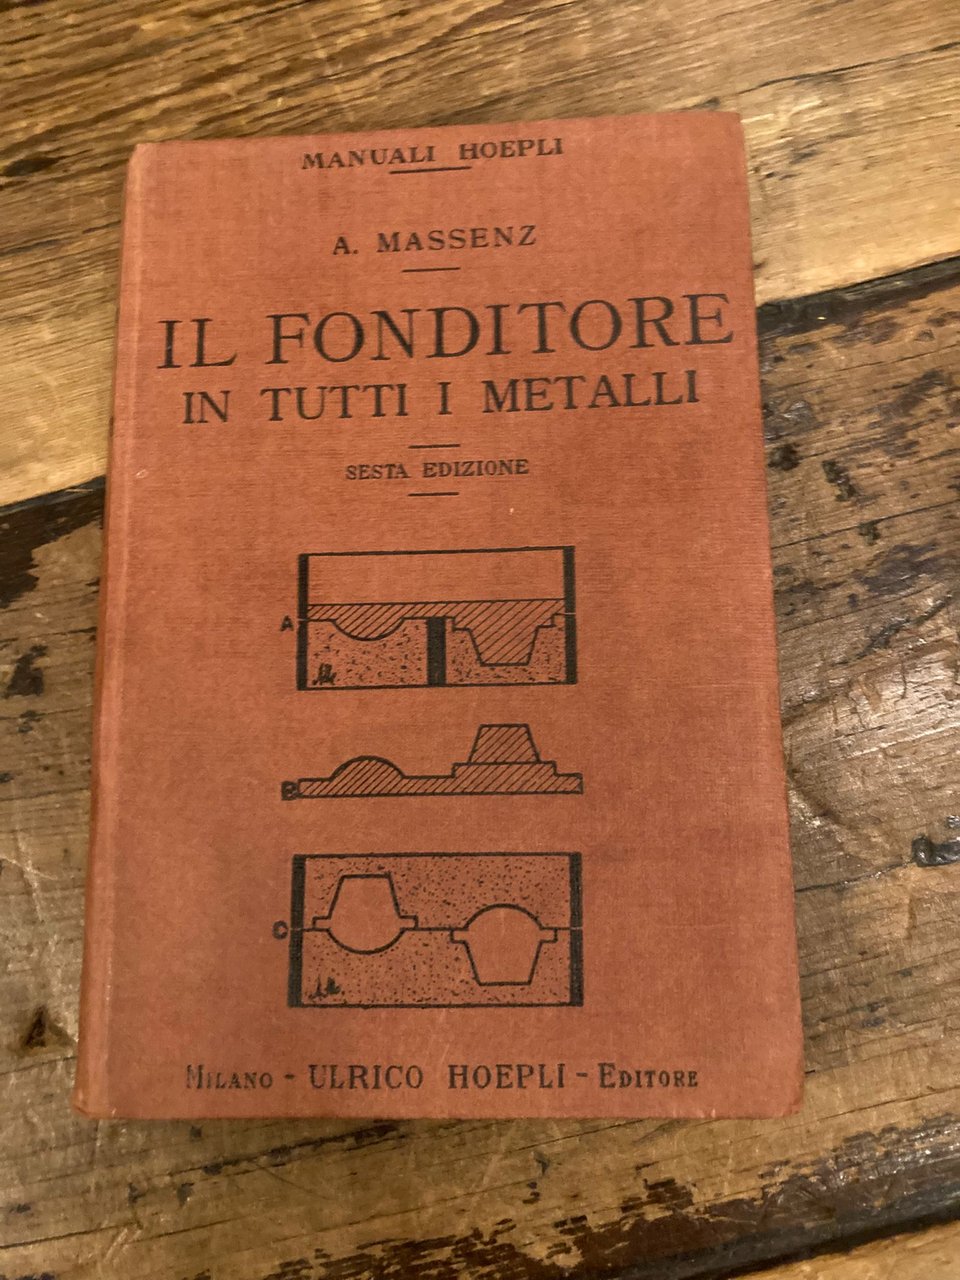 MANUALI HOEPLI
A. MASSENZ
IL FONDITORE
IN TUTTI I METALLI
SESTA EDIZIONE
A
B
C
MILANO - ULRICO HOEPLI - EDITORE